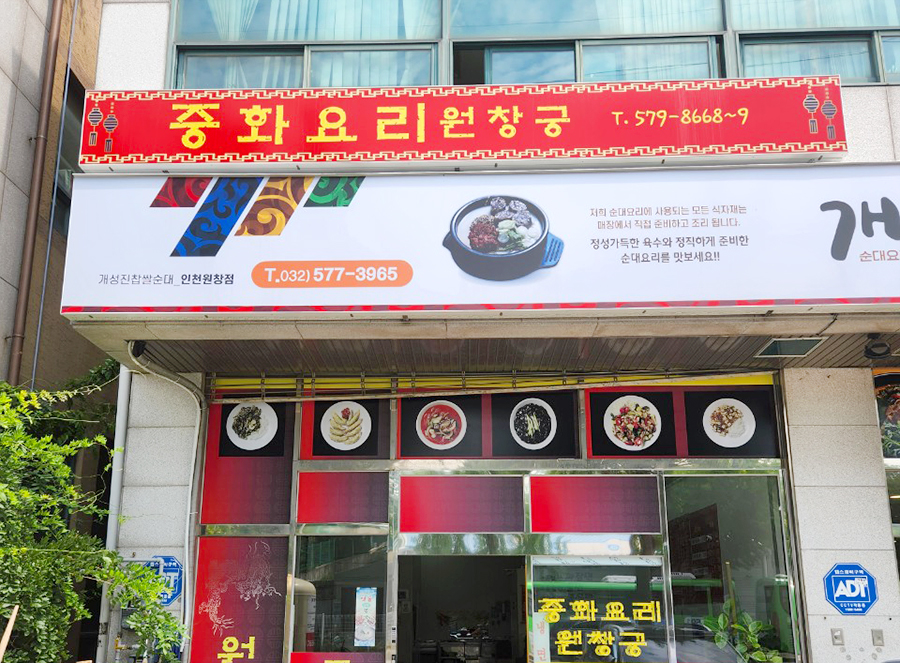 중화요리 원창궁 T. 579-8668~9
저희 순대요리에 사용되는 모든 식자재는
매장에서 직접 준비하고 조리 됩니다.
정성가득한 육수와 정직하게 준비한
순대요리를 맛보세요!!
개성진찹쌀순대_인천원창점
T.032) 577-3965
개
순대요
중화요리
원창궁
원
ADT